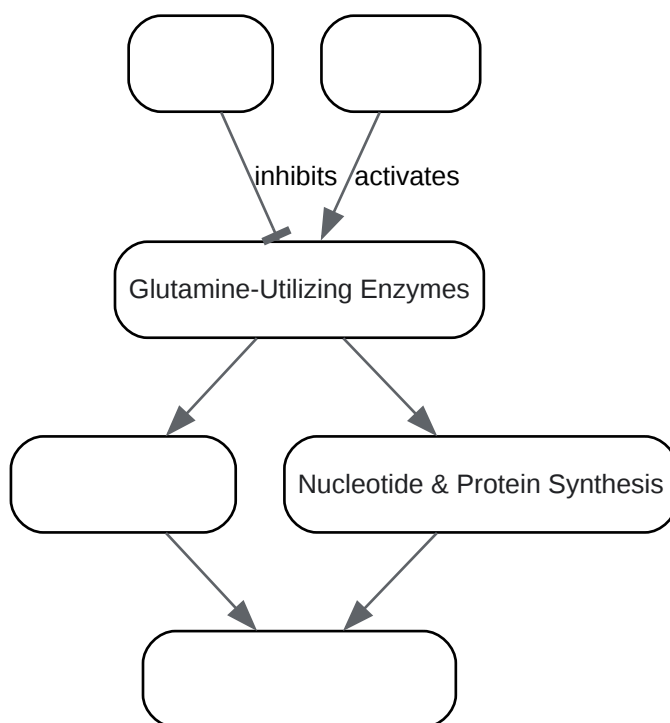 inhibits activates
Glutamine-Utilizing Enzymes
Nucleotide & Protein Synthesis